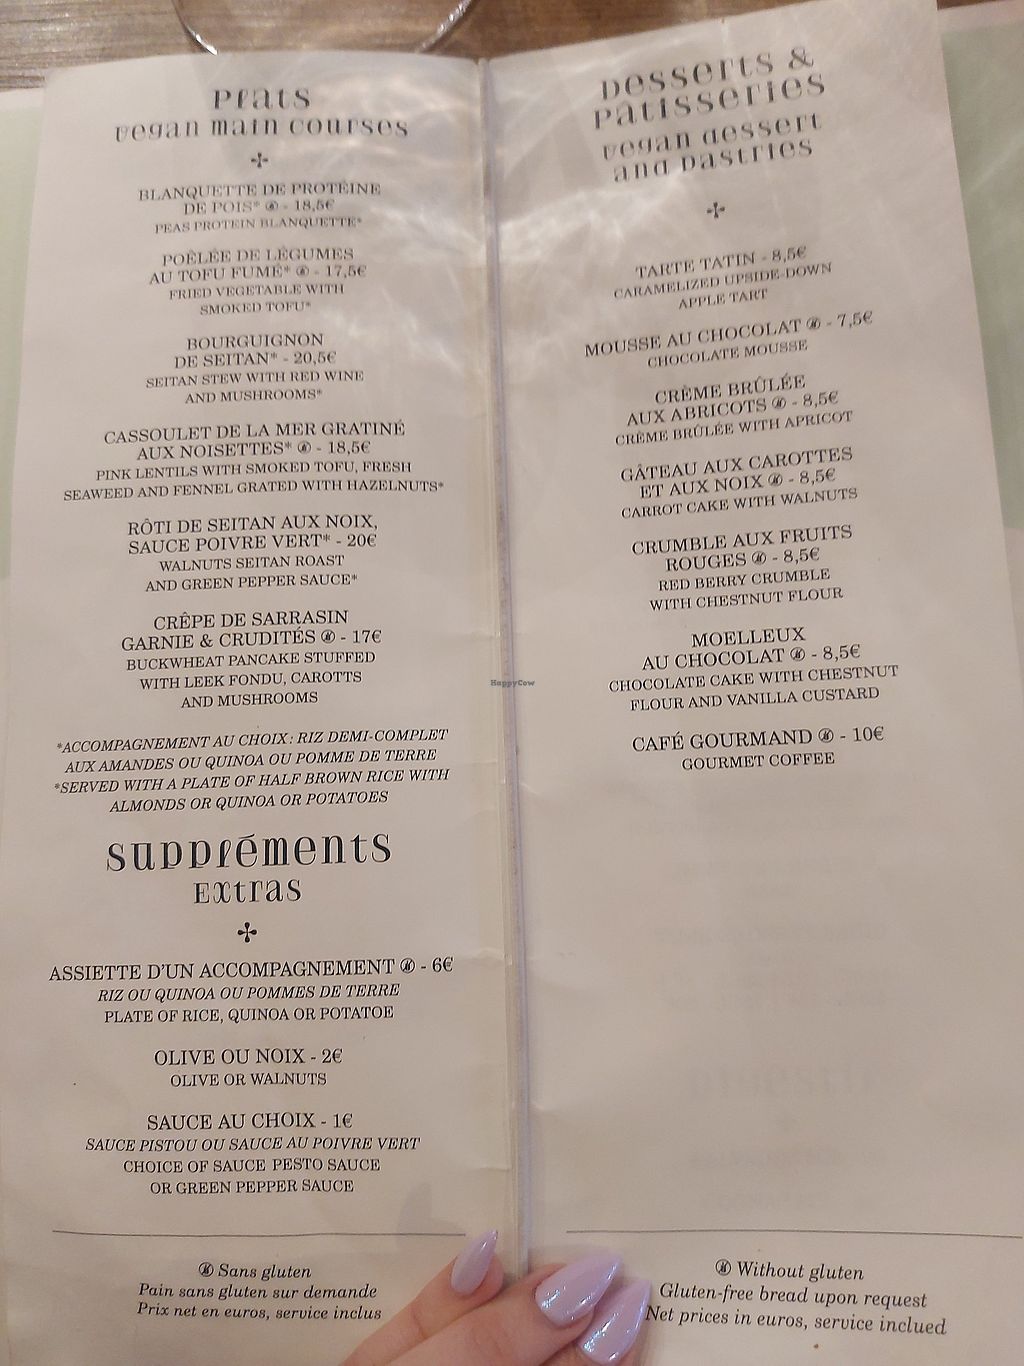 Plats
vegan main courses
BLANQUETTE DE PROTÉINE
DE POIS* - 18,5€
PEAS PROTEIN BLANQUETTE*
POÊLÉE DE LÉGUMES
AU TOFU FUMÉ* - 17,5€
FRIED VEGETABLE WITH
SMOKED TOFU*
BOURGUIGNON
DE SEITAN* - 20,5€
SEITAN STEW WITH RED WINE
AND MUSHROOMS*
CASSOULET DE LA MER GRATINÉ
AUX NOISETTES* - 18,5€
PINK LENTILS WITH SMOKED TOFU, FRESH
SEAWEED AND FENNEL GRATED WITH HAZELNUTS*
RÔTI DE SEITAN AUX NOIX,
SAUCE POIVRE VERT* - 20€
WALNUTS SEITAN ROAST
AND GREEN PEPPER SAUCE*
CRÊPE DE SARRASIN
GARNIE & CRUDITÉS - 17€
BUCKWHEAT PANCAKE STUFFED
WITH LEEK FONDU, CAROTTS
AND MUSHROOMS
*ACCOMPAGNEMENT AU CHOIX : RIZ DEMI-COMPLET
AUX AMANDES OU QUINOA OU POMME DE TERRE
*SERVED WITH A PLATE OF HALF BROWN RICE WITH
ALMONDS OR QUINOA OR POTATOES
suppléments
Extras
ASSIETTE D'UN ACCOMPAGNEMENT - 6€
RIZ OU QUINOA OU POMMES DE TERRE
PLATE OF RICE, QUINOA OR POTATOE
OLIVE OU NOIX - 2€
OLIVE OR WALNUTS
SAUCE AU CHOIX - 1€
SAUCE PISTOU OU SAUCE AU POIVRE VERT
CHOICE OF SAUCE PESTO SAUCE
OR GREEN PEPPER SAUCE
Sans gluten
Pain sans gluten sur demande
Prix net en euros, service inclus
Desserts &
Pâtisseries
vegan dessert
and pastries
TARTE TATIN - 8,5€
CARAMELIZED UPSIDE-DOWN
APPLE TART
MOUSSE AU CHOCOLAT - 7,5€
CHOCOLATE MOUSSE
CRÈME BRÛLÉE
AUX ABRICOTS - 8,5€
CRÈME BRÛLÉE WITH APRICOT
GÂTEAU AUX CAROTTES
ET AUX NOIX - 8,5€
CARROT CAKE WITH WALNUTS
CRUMBLE AUX FRUITS
ROUGES - 8,5€
RED BERRY CRUMBLE
WITH CHESTNUT FLOUR
MOELLEUX
AU CHOCOLAT - 8,5€
CHOCOLATE CAKE WITH CHESTNUT
FLOUR AND VANILLA CUSTARD
CAFÉ GOURMAND - 10€
GOURMET COFFEE
Without gluten
Gluten-free bread upon request
Net prices in euros, service included
HappyCow